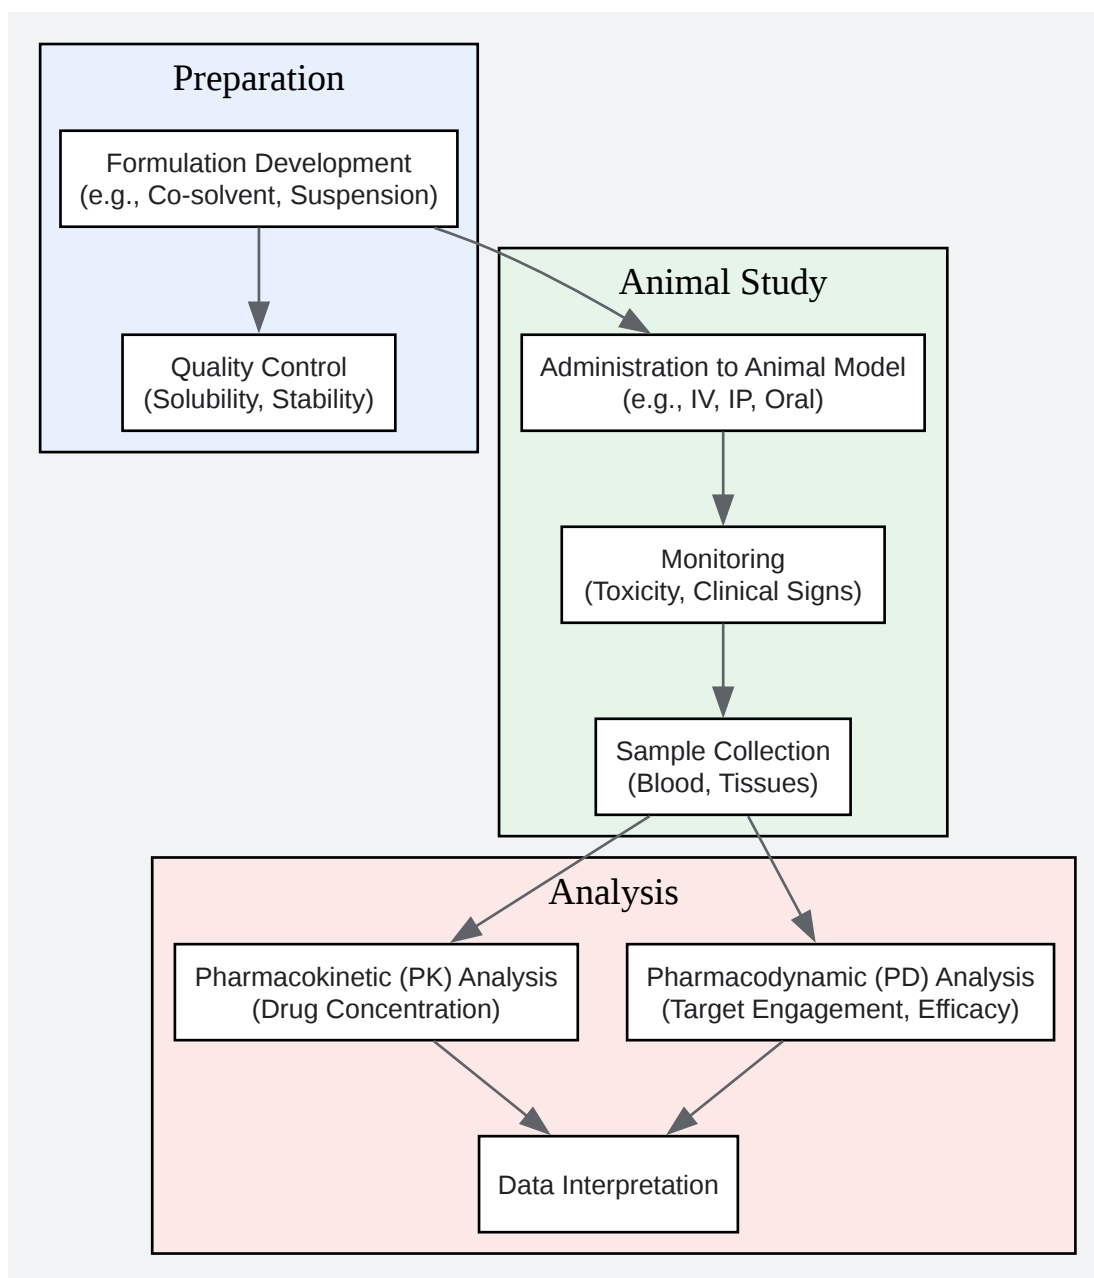 Preparation
Formulation Development
(e.g., Co-solvent, Suspension)
Quality Control
(Solubility, Stability)
Animal Study
Administration to Animal Model
(e.g., IV, IP, Oral)
Monitoring
(Toxicity, Clinical Signs)
Sample Collection
(Blood, Tissues)
Analysis
Pharmacokinetic (PK) Analysis
(Drug Concentration)
Pharmacodynamic (PD) Analysis
(Target Engagement, Efficacy)
Data Interpretation